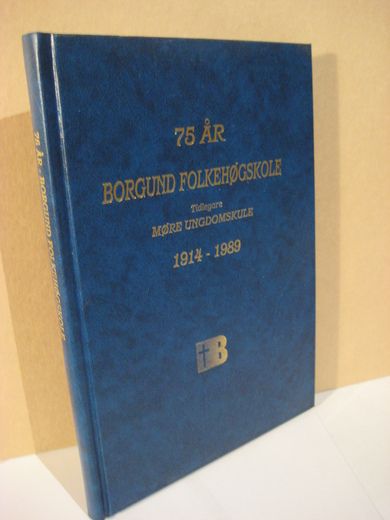 75 ÅR
BORGUND FOLKEHØGSKOLE
Tidlegare
MØRE UNGDOMSKULE
1914 - 1989
B
75 ÅR - BORGUND FOLKEHØGSKOLE